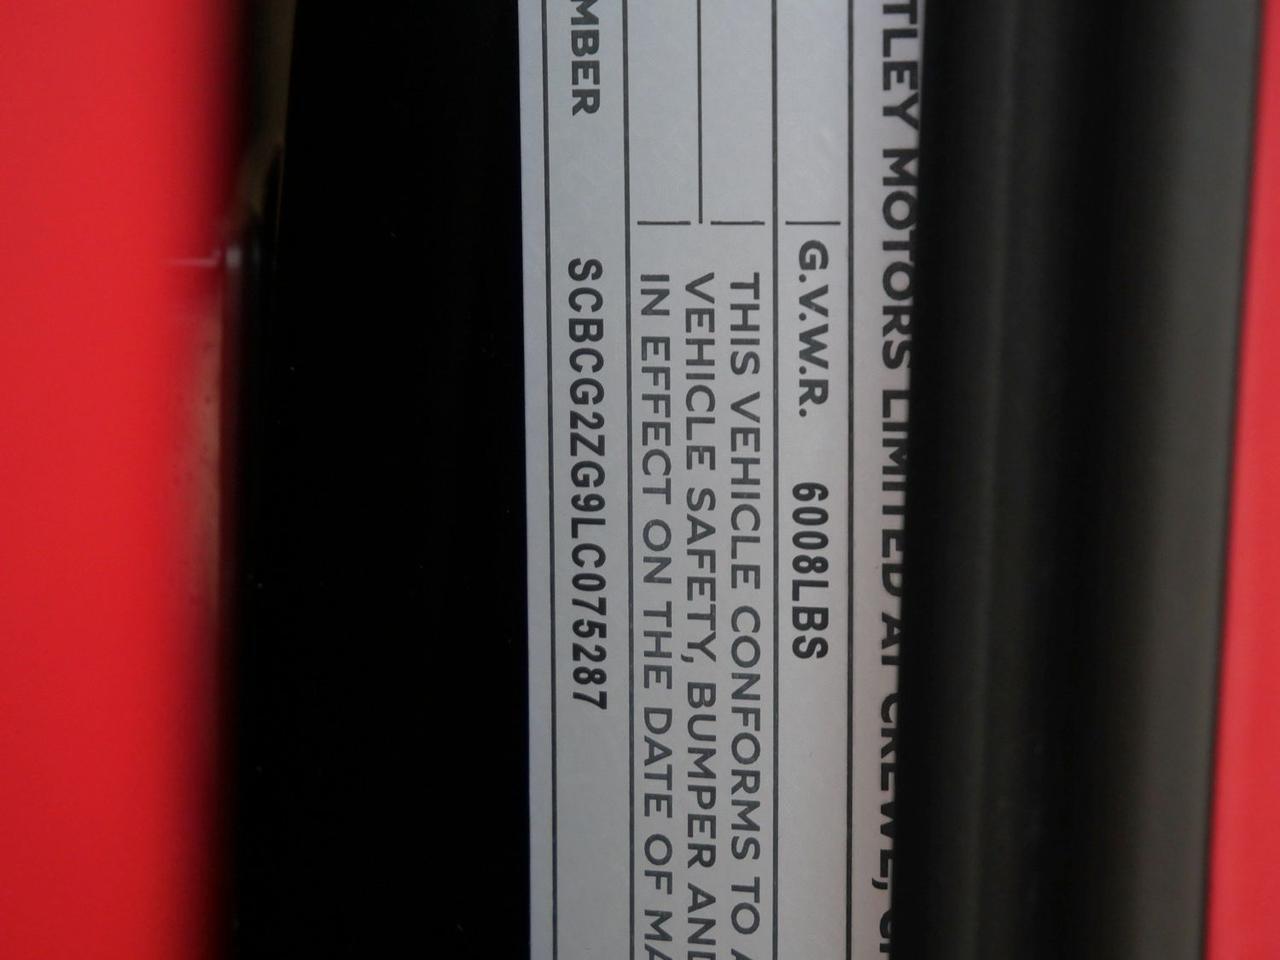 TLEY MOTORS LIMITED AT CREWE,
G.V.W.R. 6008LBS
THIS VEHICLE CONFORMS TO A
VEHICLE SAFETY, BUMPER AND
IN EFFECT ON THE DATE OF MA
MBER SCBCG2ZG9LC075287